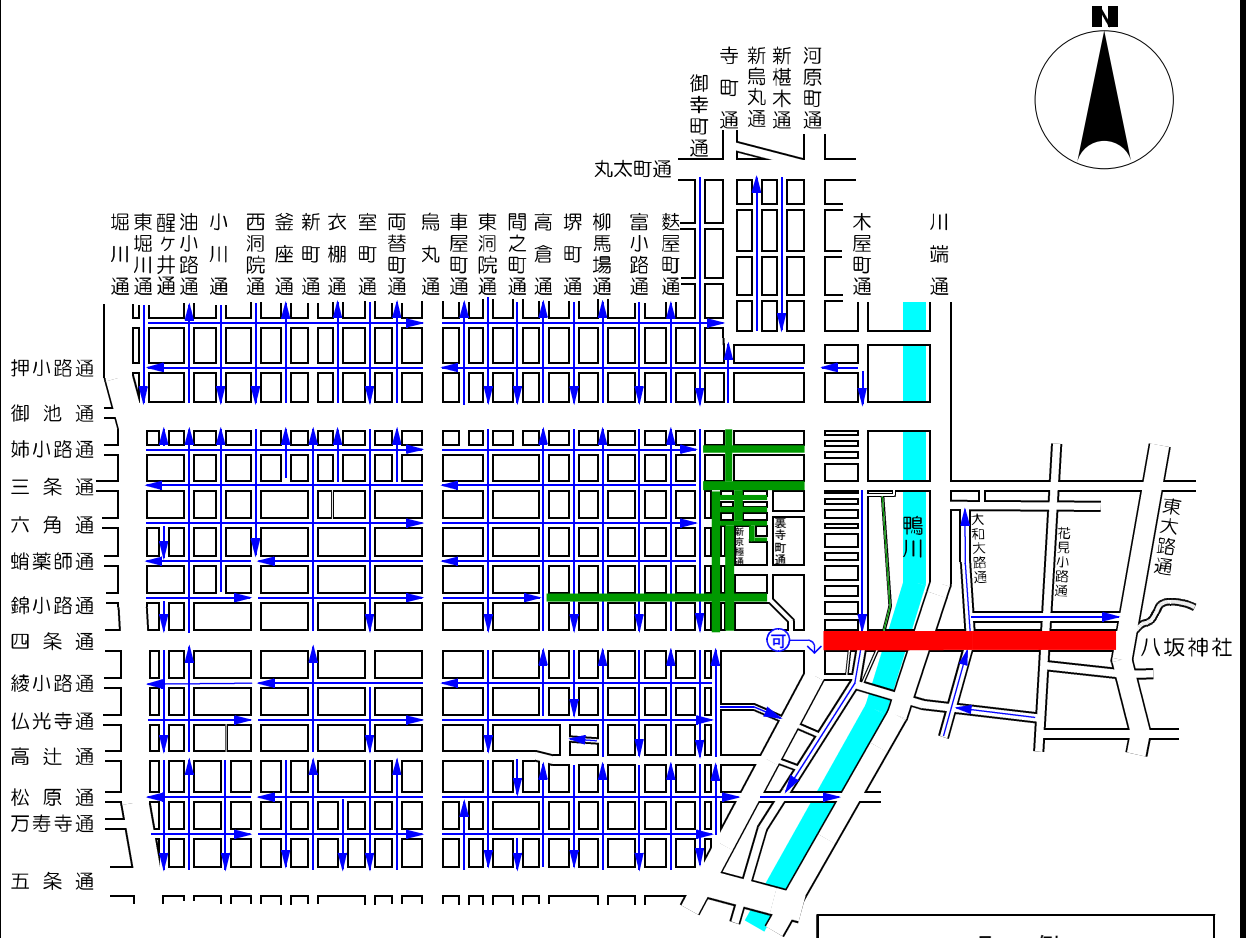 N
御幸町通
寺町通
新烏丸通
新椹木通
河原町通
丸太町通
堀川通
東堀川通
醒ヶ井通
油小路通
小川通
西洞院通
釜座通
新町通
衣棚通
室町通
両替町通
烏丸通
車屋町通
東洞院通
間之町通
高倉通
堺町通
柳馬場通
富小路通
麩屋町通
木屋町通
川端通
押小路通
御池通
姉小路通
三条通
六角通
蛸薬師通
錦小路通
四条通
綾小路通
仏光寺通
高辻通
松原通
万寿寺通
五条通
新京極通
裏寺町通
鴨川
大和大路通
花見小路通
東大路通
八坂神社
可